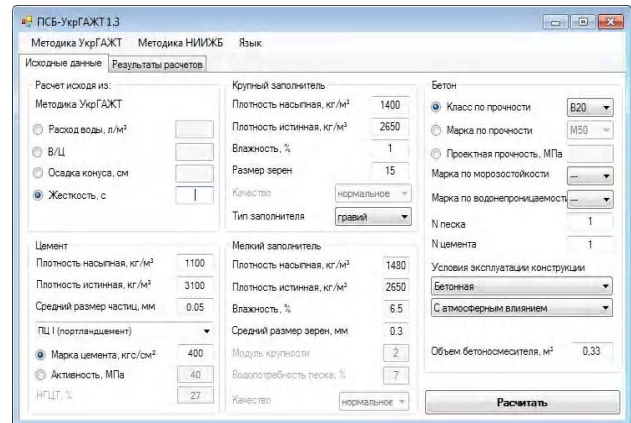 ПСБ-УкрГАЖТ 1.3
Методика УкрГАЖТ Методика НИИЖБ Язык
Исходные данные Результаты расчетов
Расчет исходя из:
Методика УкрГАЖТ
Расход воды, л/м³
В/Ц
Осадка конуса, см
Жесткость, с
Крупный заполнитель
Плотность насыпная, кг/м³ 1400
Плотность истинная, кг/м³ 2650
Влажность, % 1
Размер зерен 15
Качество нормальное
Тип заполнителя гравий
Бетон
Класс по прочности B20
Марка по прочности M50
Проектная прочность, МПа
Марка по морозостойкости ---
Марка по водонепроницаемости ---
N песка 1
N цемента 1
Условия эксплуатации конструкции
Бетонная
С атмосферным влиянием
Объем бетоносмесителя, м³ 0,33
Расчитать
Цемент
Плотность насыпная, кг/м³ 1100
Плотность истинная, кг/м³ 3100
Средний размер частиц, мм 0.05
ПЦ I (портландцемент)
Марка цемента, кгс/см² 400
Активность, МПа 40
НГЦТ, % 27
Мелкий заполнитель
Плотность насыпная, кг/м³ 1480
Плотность истинная, кг/м³ 2650
Влажность, % 6.5
Средний размер зерен, мм 0.3
Модуль крупности 2
Водопотребность песка, % 7
Качество нормальное